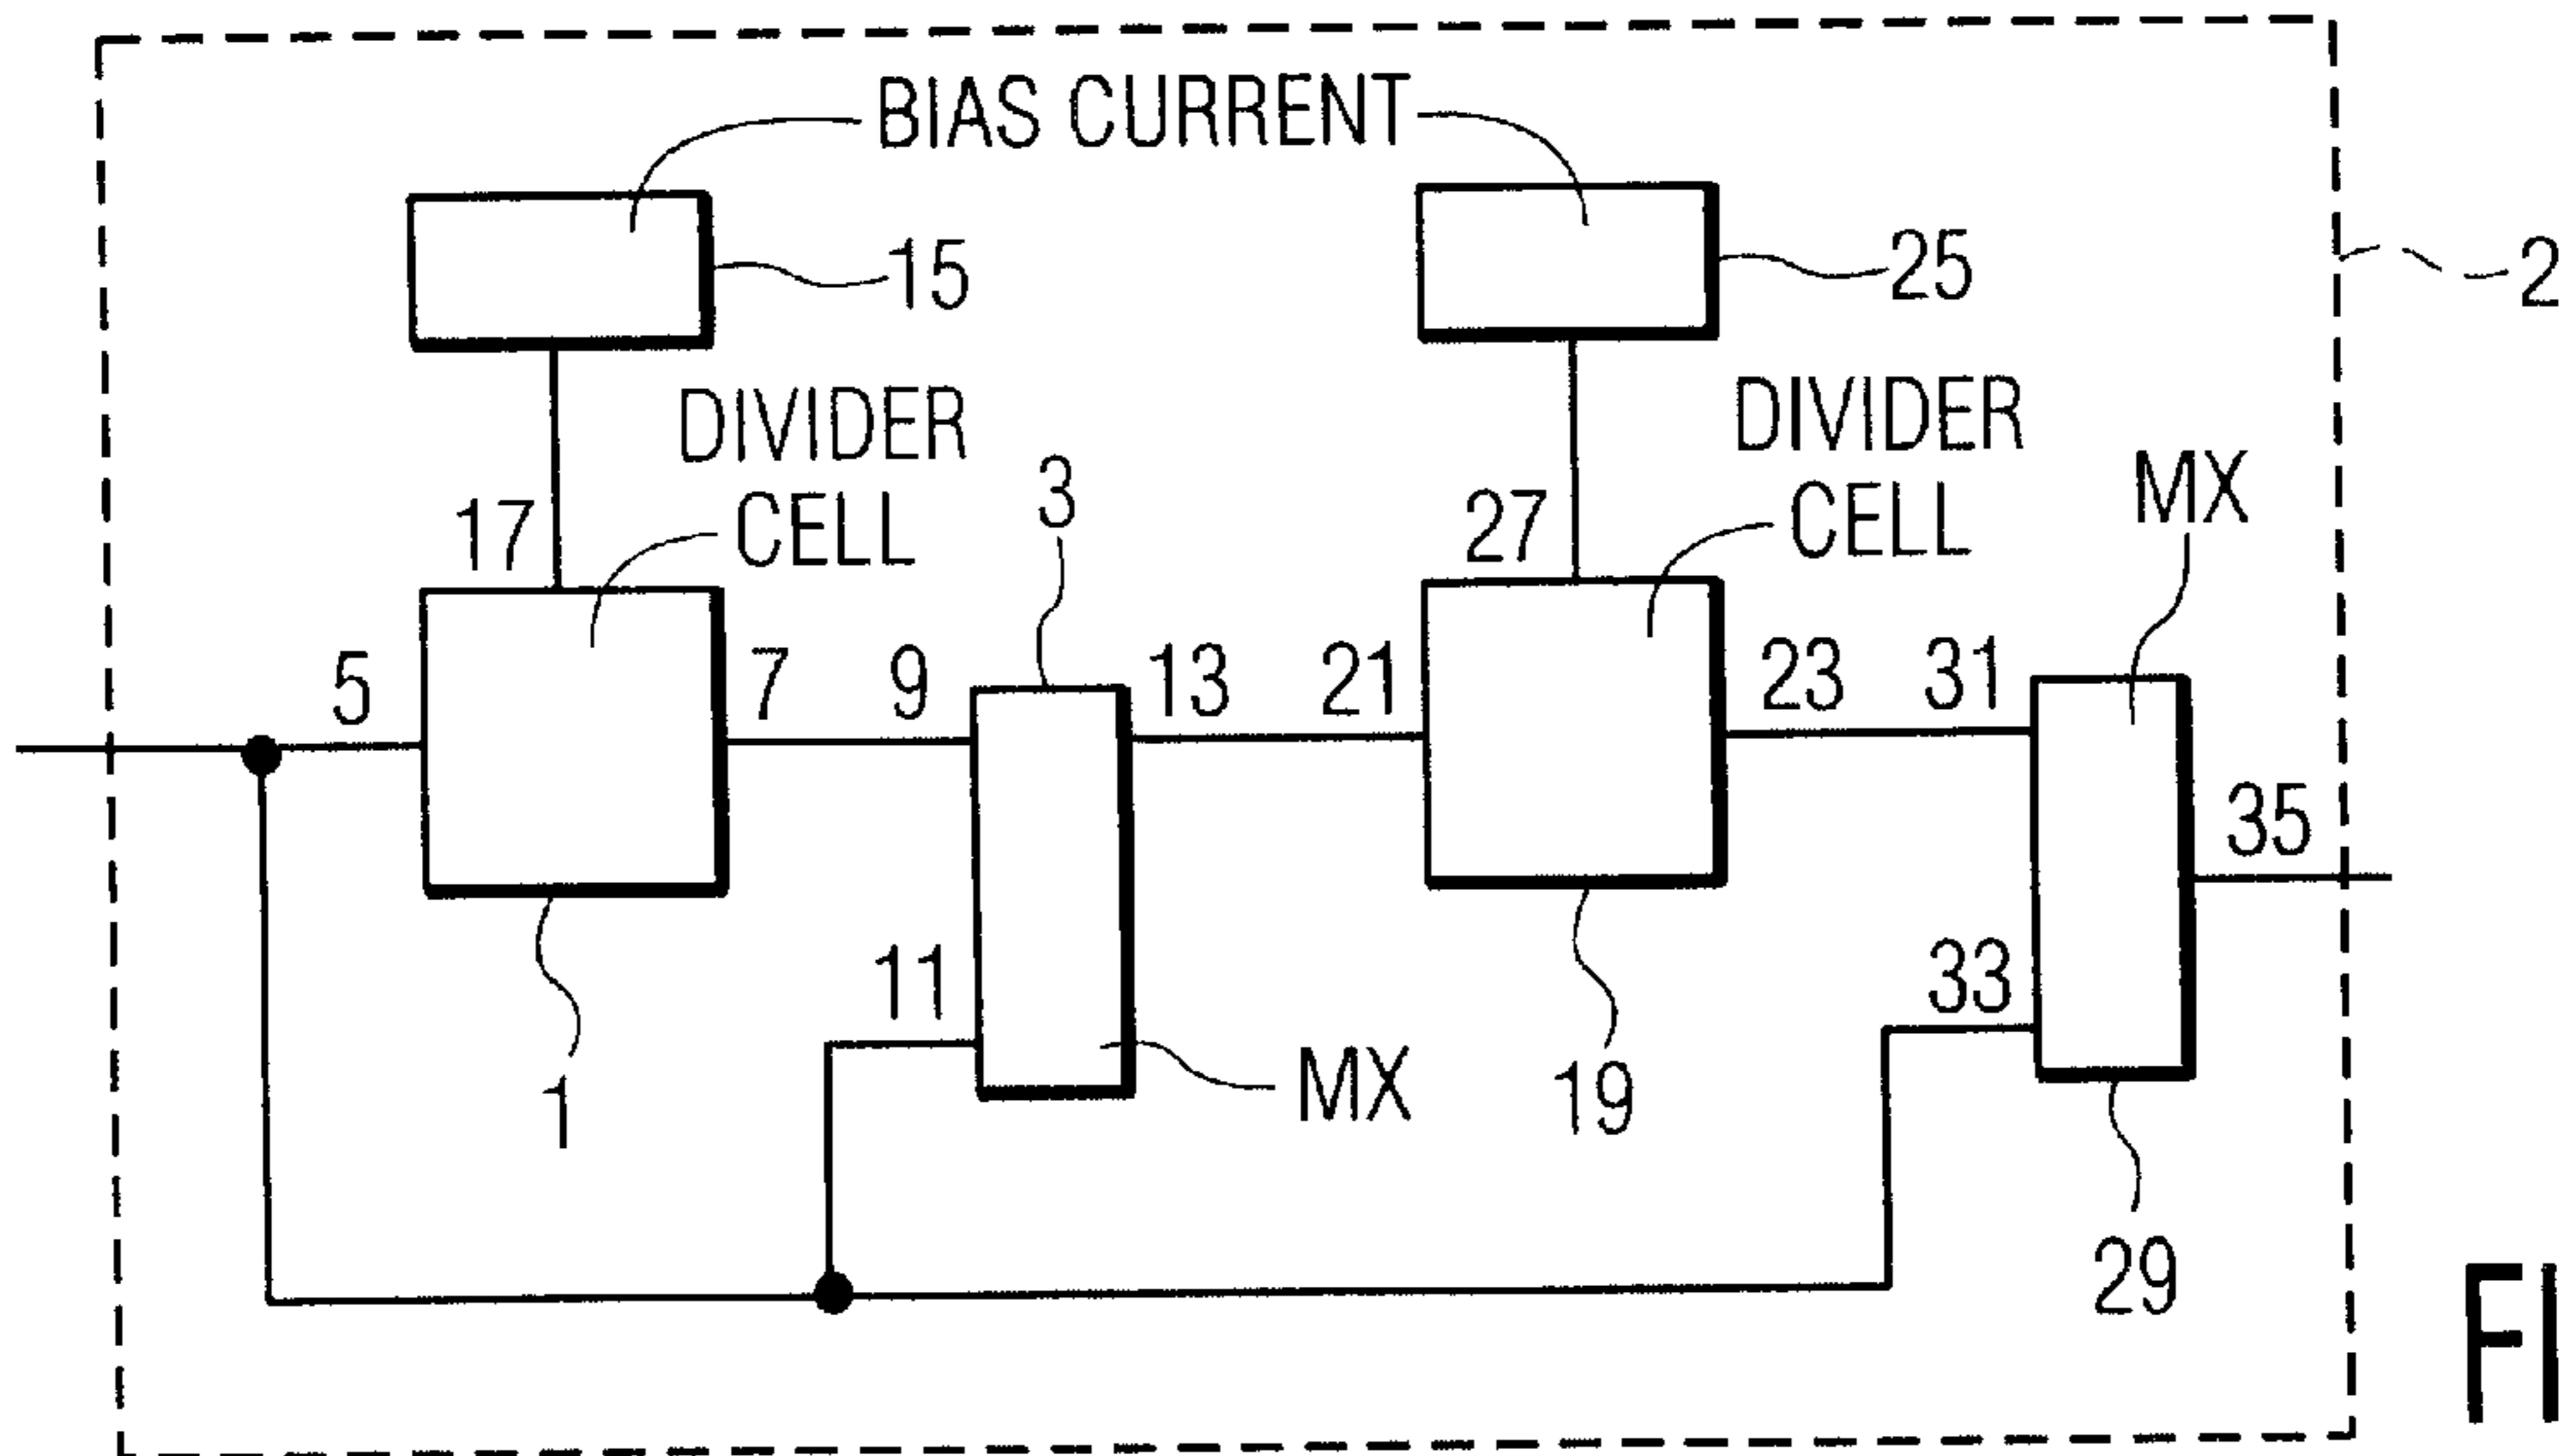 BIAS CURRENT
15
25
2
DIVIDER
CELL
DIVIDER
CELL
17
3
27
MX
5
7
9
13
21
23
31
35
11
33
1
MX
19
29
FI